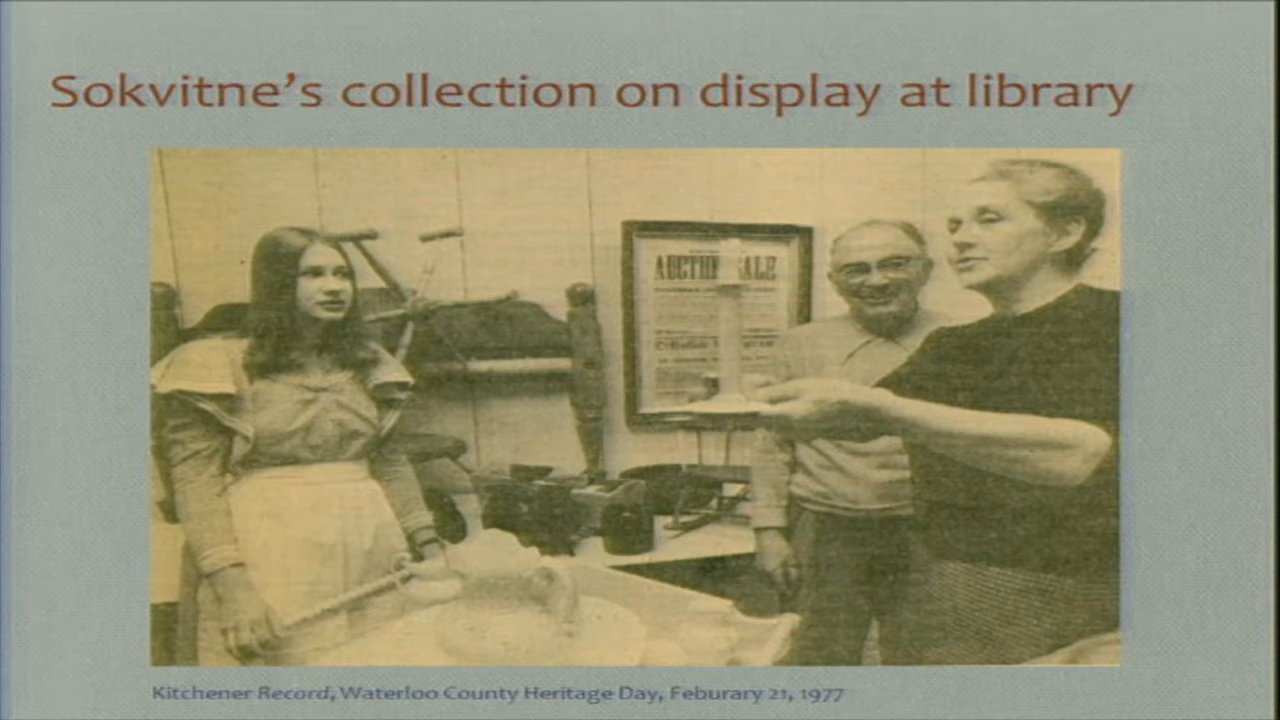 Sokvitne's collection on display at library
Kitchener Record, Waterloo County Heritage Day, Feburary 21, 1977